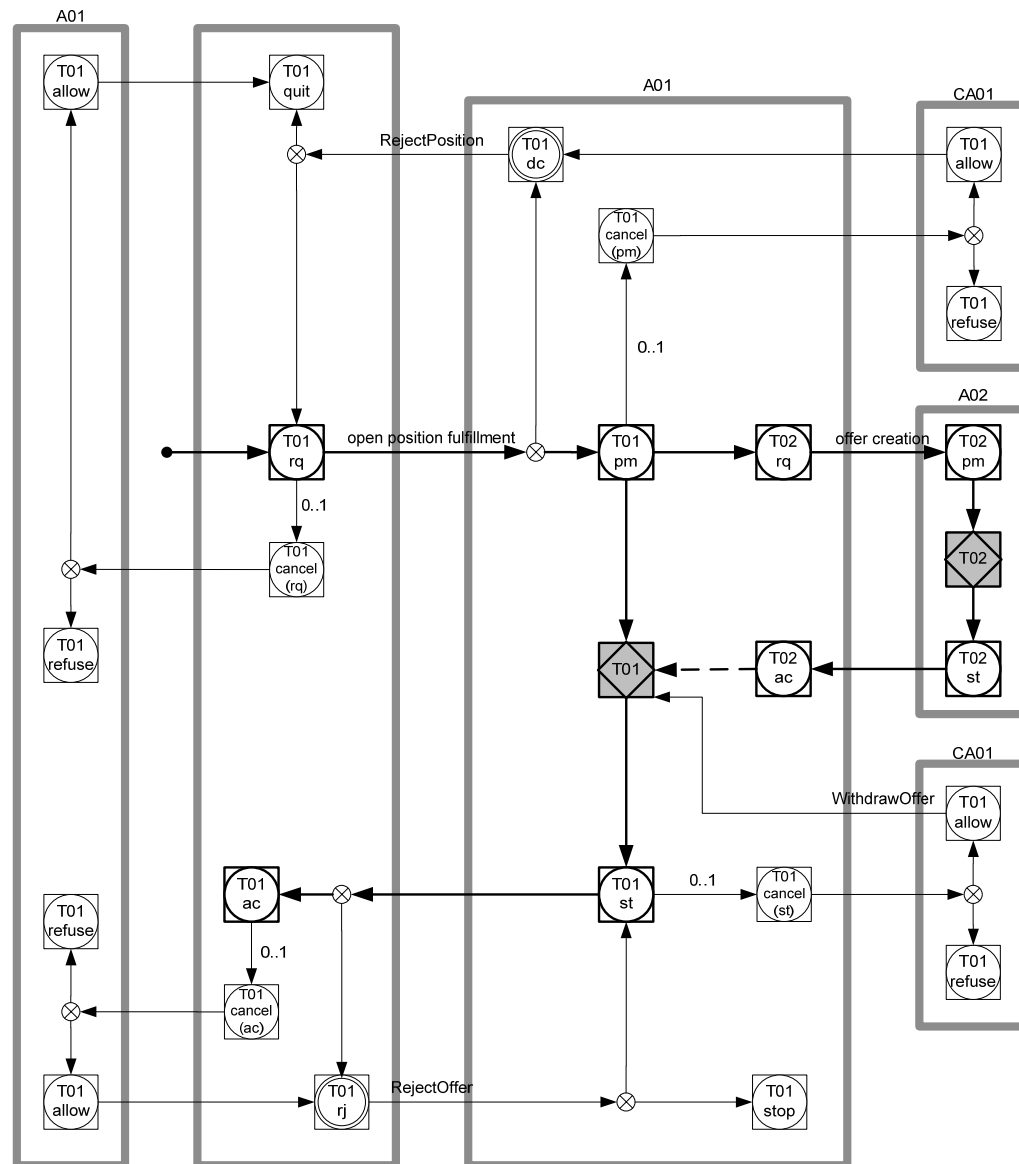 A01
T01
allow
T01
quit
A01
CA01
RejectPosition
T01
dc
T01
allow
T01
cancel
(pm)
T01
refuse
0..1
A02
T01
rq
open position fulfillment
T01
pm
T02
rq
offer creation
T02
pm
0..1
T01
cancel
(rq)
T02
T01
refuse
T01
T02
ac
T02
st
CA01
WithdrawOffer
T01
allow
T01
ac
T01
st
0..1
T01
cancel
(st)
T01
refuse
0..1
T01
refuse
T01
cancel
(ac)
T01
allow
T01
rj
RejectOffer
T01
stop